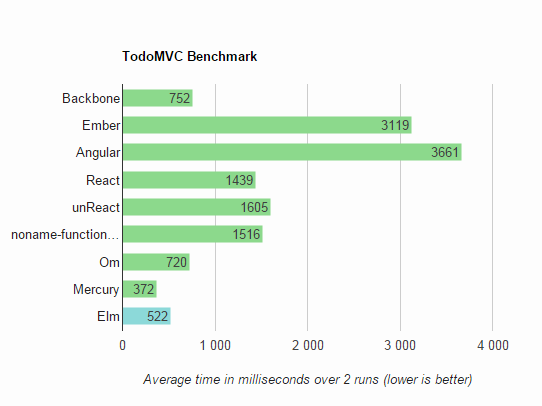 TodoMVC Benchmark
Backbone 752
Ember 3119
Angular 3661
React 1439
unReact 1605
noname-function… 1516
Om 720
Mercury 372
Elm 522
0 1 000 2 000 3 000 4 000
Average time in milliseconds over 2 runs (lower is better)